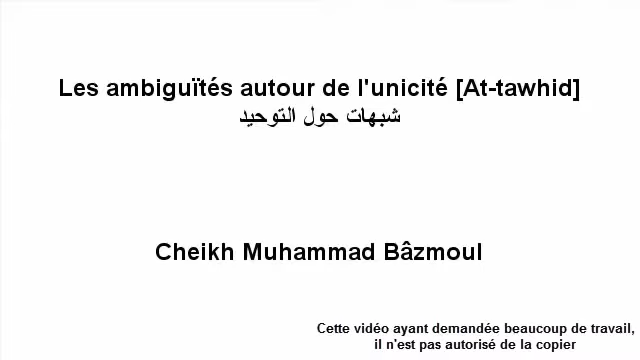 Les ambiguïtés autour de l'unicité [At-tawhid]
شبهات حول التوحيد
Cheikh Muhammad Bâzmoul
Cette vidéo ayant demandée beaucoup de travail,
il n'est pas autorisé de la copier